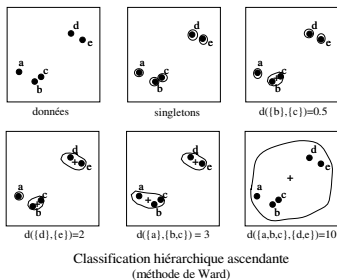 d
e
a
c
b
données
d
e
a
c
b
singletons
d
e
a
c
b
d({b},{c})=0.5
d
e
a
c
b
d({d},{e})=2
d
e
a
c
b
d({a},{b,c}) = 3
d
e
a
c
b
d({a,b,c},{d,e})=10
Classification hiérarchique ascendante
(méthode de Ward)